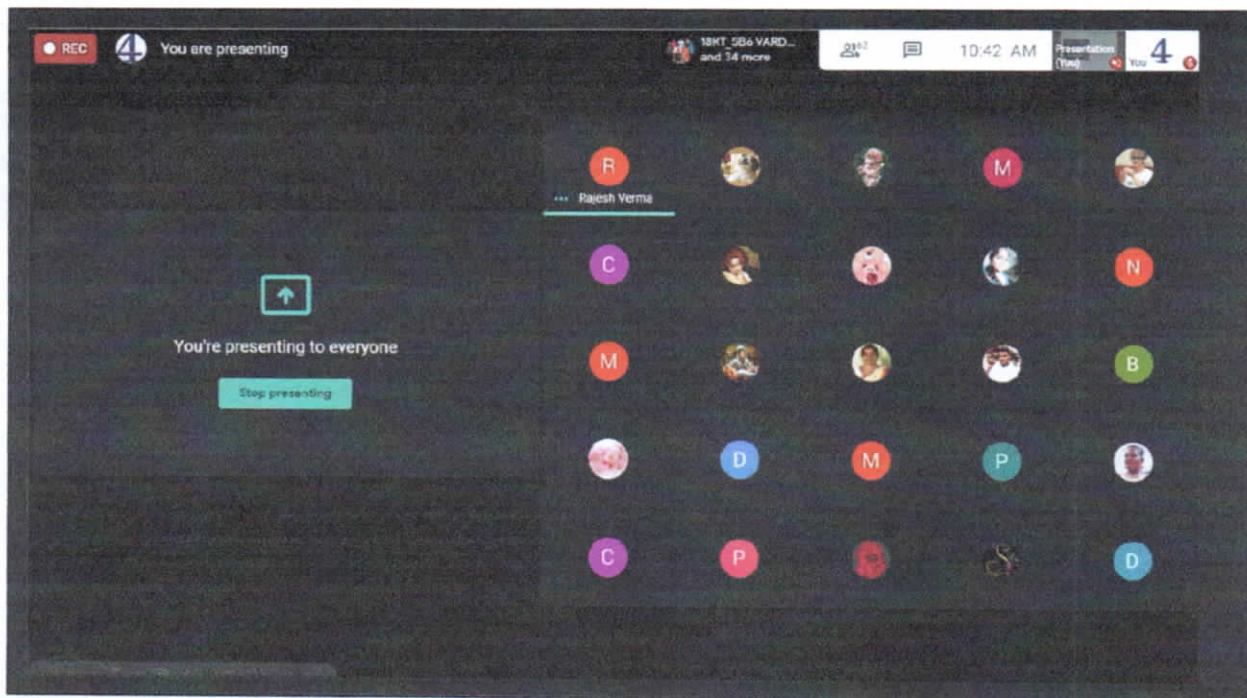 REC
4
You are presenting
18KT_5B6 VARD...
and 34 more
62
10:42 AM
Presentation
(You)
You
4
R
M
Rajesh Verma
C
N
You're presenting to everyone
Stop presenting
M
B
D
M
P
C
P
S
D